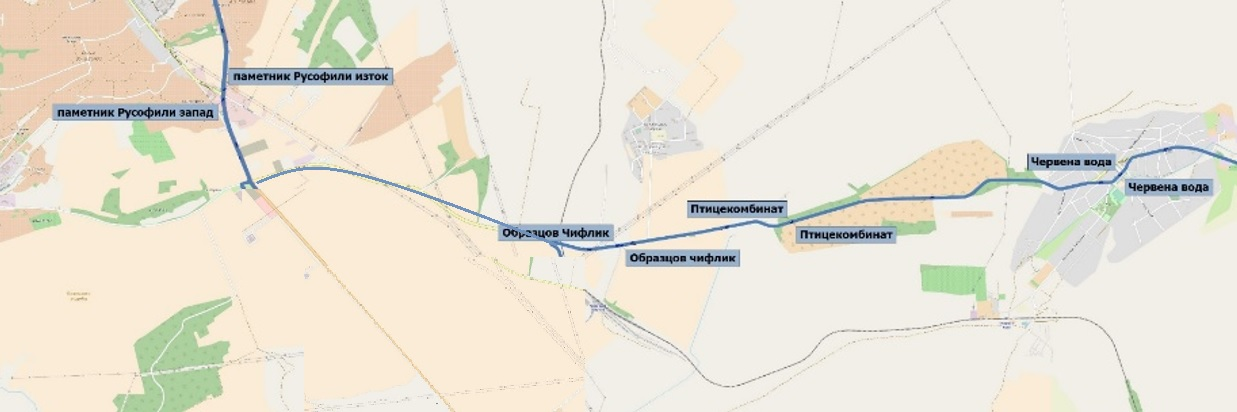 паметник Русофили изток
паметник Русофили запад
Червена вода
Червена вода
Птицекомбинат
Птицекомбинат
Образцов Чифлик
Образцов чифлик